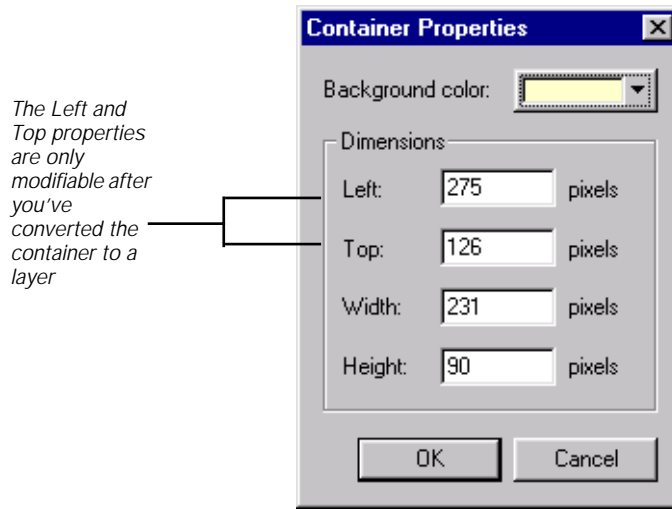 Container Properties
Background color:
The Left and
Top properties
are only
modifiable after
you've
converted the
container to a
layer
Dimensions
Left: 275 pixels
Top: 126 pixels
Width: 231 pixels
Height: 90 pixels
OK Cancel